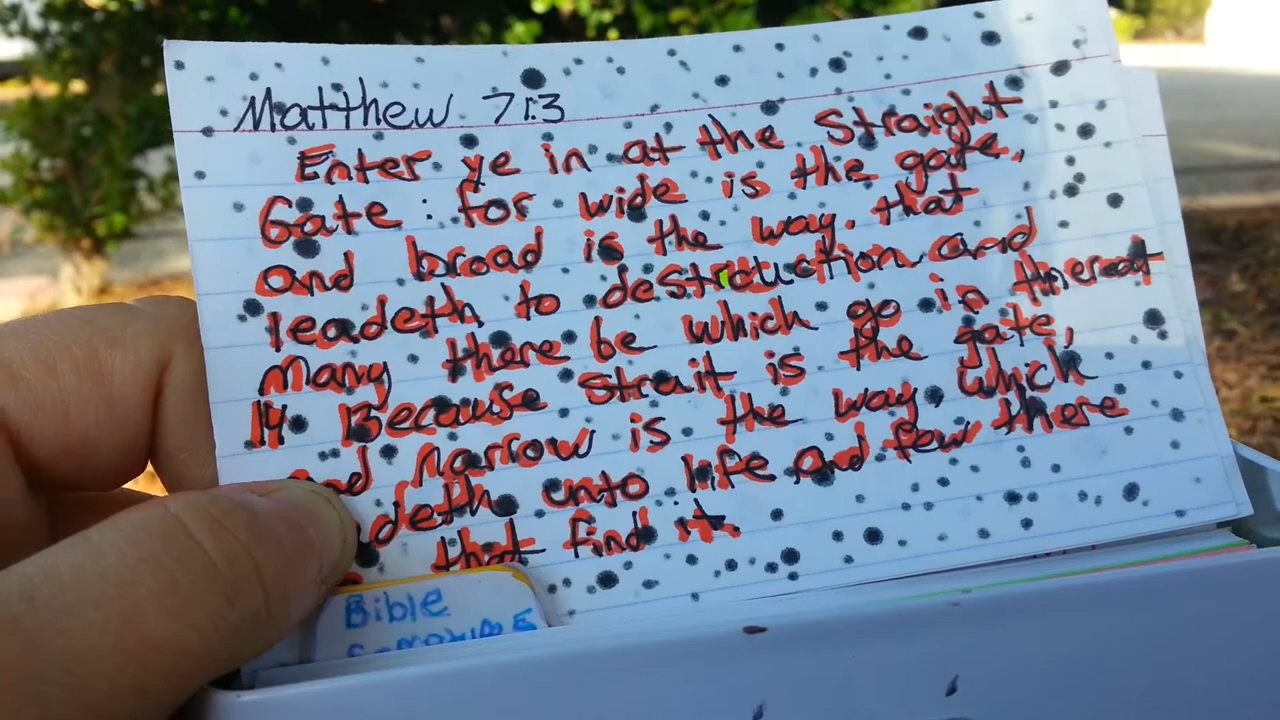 Matthew 7:13
Enter ye in at the Straight
Gate: for wide is the gate,
and broad is the way. that
leadeth to destruction and
many there be which go in thereat
14 Because strait is the gate,
and narrow is the way, which
deth unto life, and few there
that find it.
Bible